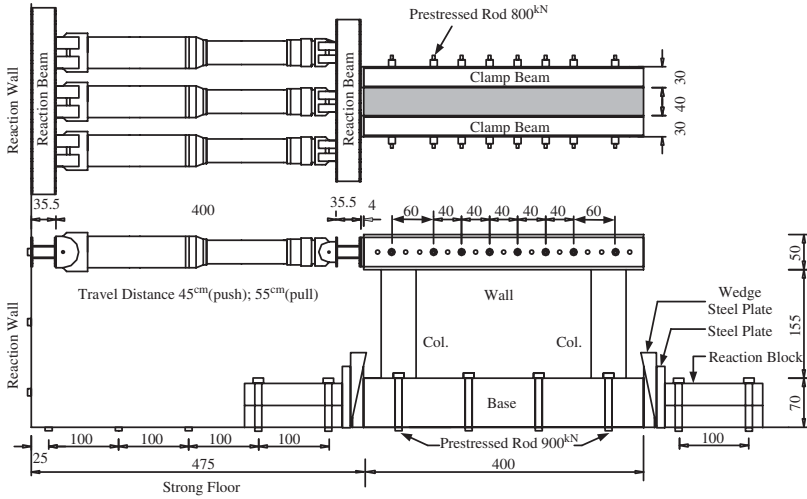 Prestressed Rod 800kN
Reaction Wall
Reaction Beam
Reaction Beam
Clamp Beam
Clamp Beam
30
40
30
35.5
400
35.5
4
60
40
40
40
40
40
60
50
Travel Distance 45cm(push); 55cm(pull)
Wall
Wedge
Steel Plate
Steel Plate
Reaction Wall
Col.
Col.
Reaction Block
155
Base
70
100
100
100
100
Prestressed Rod 900kN
100
25
475
400
Strong Floor